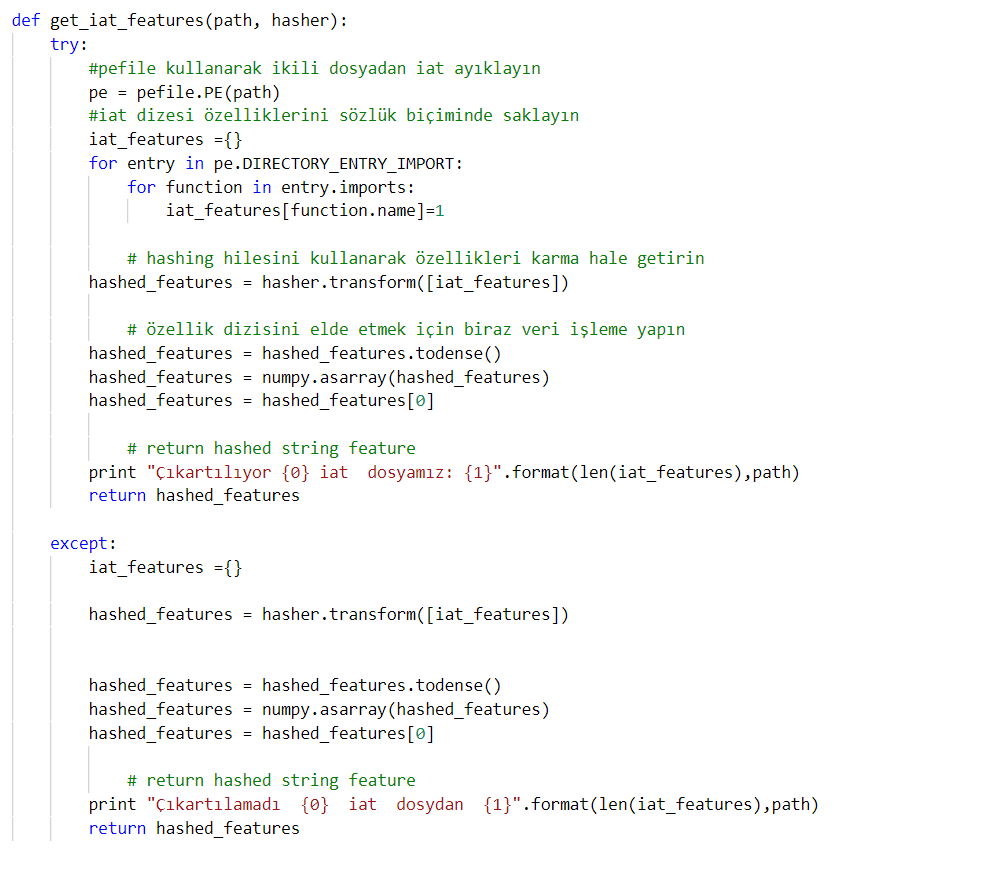 def get_iat_features(path, hasher):
    try:
        #pefile kullanarak ikili dosyadan iat ayıklayın
        pe = pefile.PE(path)
        #iat dizesi özelliklerini sözlük biçiminde saklayın
        iat_features ={}
        for entry in pe.DIRECTORY_ENTRY_IMPORT:
            for function in entry.imports:
                iat_features[function.name]=1
            # hashing hilesini kullanarak özellikleri karma hale getirin
        hashed_features = hasher.transform([iat_features])
            # özellik dizisini elde etmek için biraz veri işleme yapın
        hashed_features = hashed_features.todense()
        hashed_features = numpy.asarray(hashed_features)
        hashed_features = hashed_features[0]
            # return hashed string feature
        print "Çıkartılıyor {0} iat  dosyamız: {1}".format(len(iat_features),path)
        return hashed_features
    except:
        iat_features ={}
        hashed_features = hasher.transform([iat_features])
        hashed_features = hashed_features.todense()
        hashed_features = numpy.asarray(hashed_features)
        hashed_features = hashed_features[0]
            # return hashed string feature
        print "Çıkartılamadı  {0}  iat  dosydan  {1}".format(len(iat_features),path)
        return hashed_features